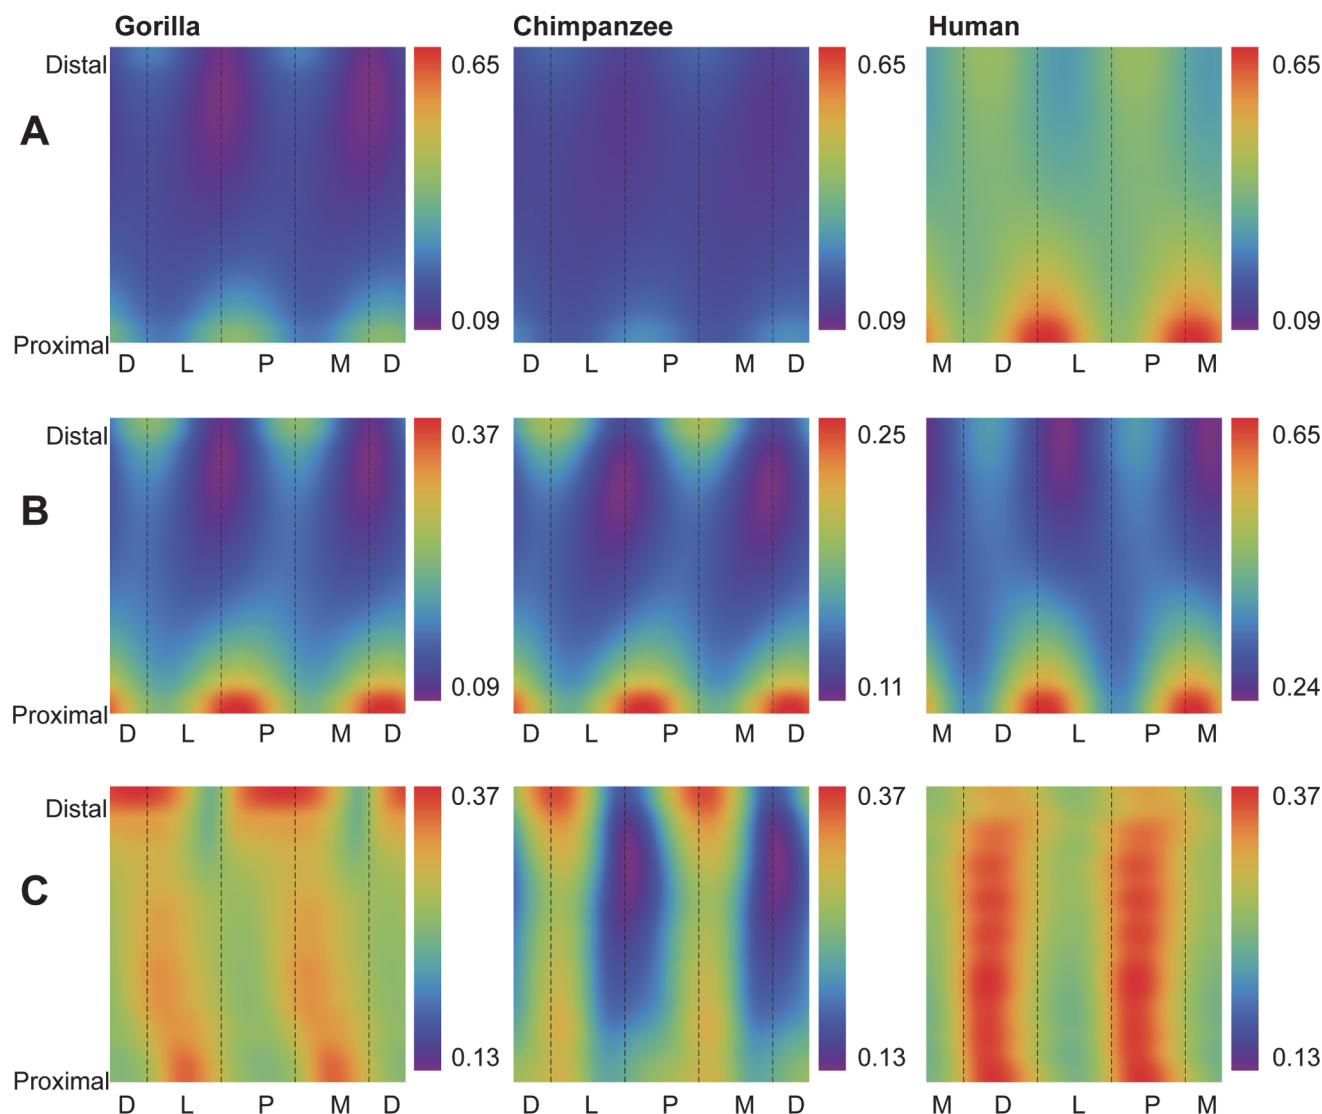 Gorilla Chimpanzee Human
Distal 0.65 0.65 0.65
A
0.09 0.09 0.09
Proximal
D L P M D D L P M D M D L P M
Distal 0.37 0.25 0.65
B
0.09 0.11 0.24
Proximal
D L P M D D L P M D M D L P M
Distal 0.37 0.37 0.37
C
0.13 0.13 0.13
Proximal
D L P M D D L P M D M D L P M